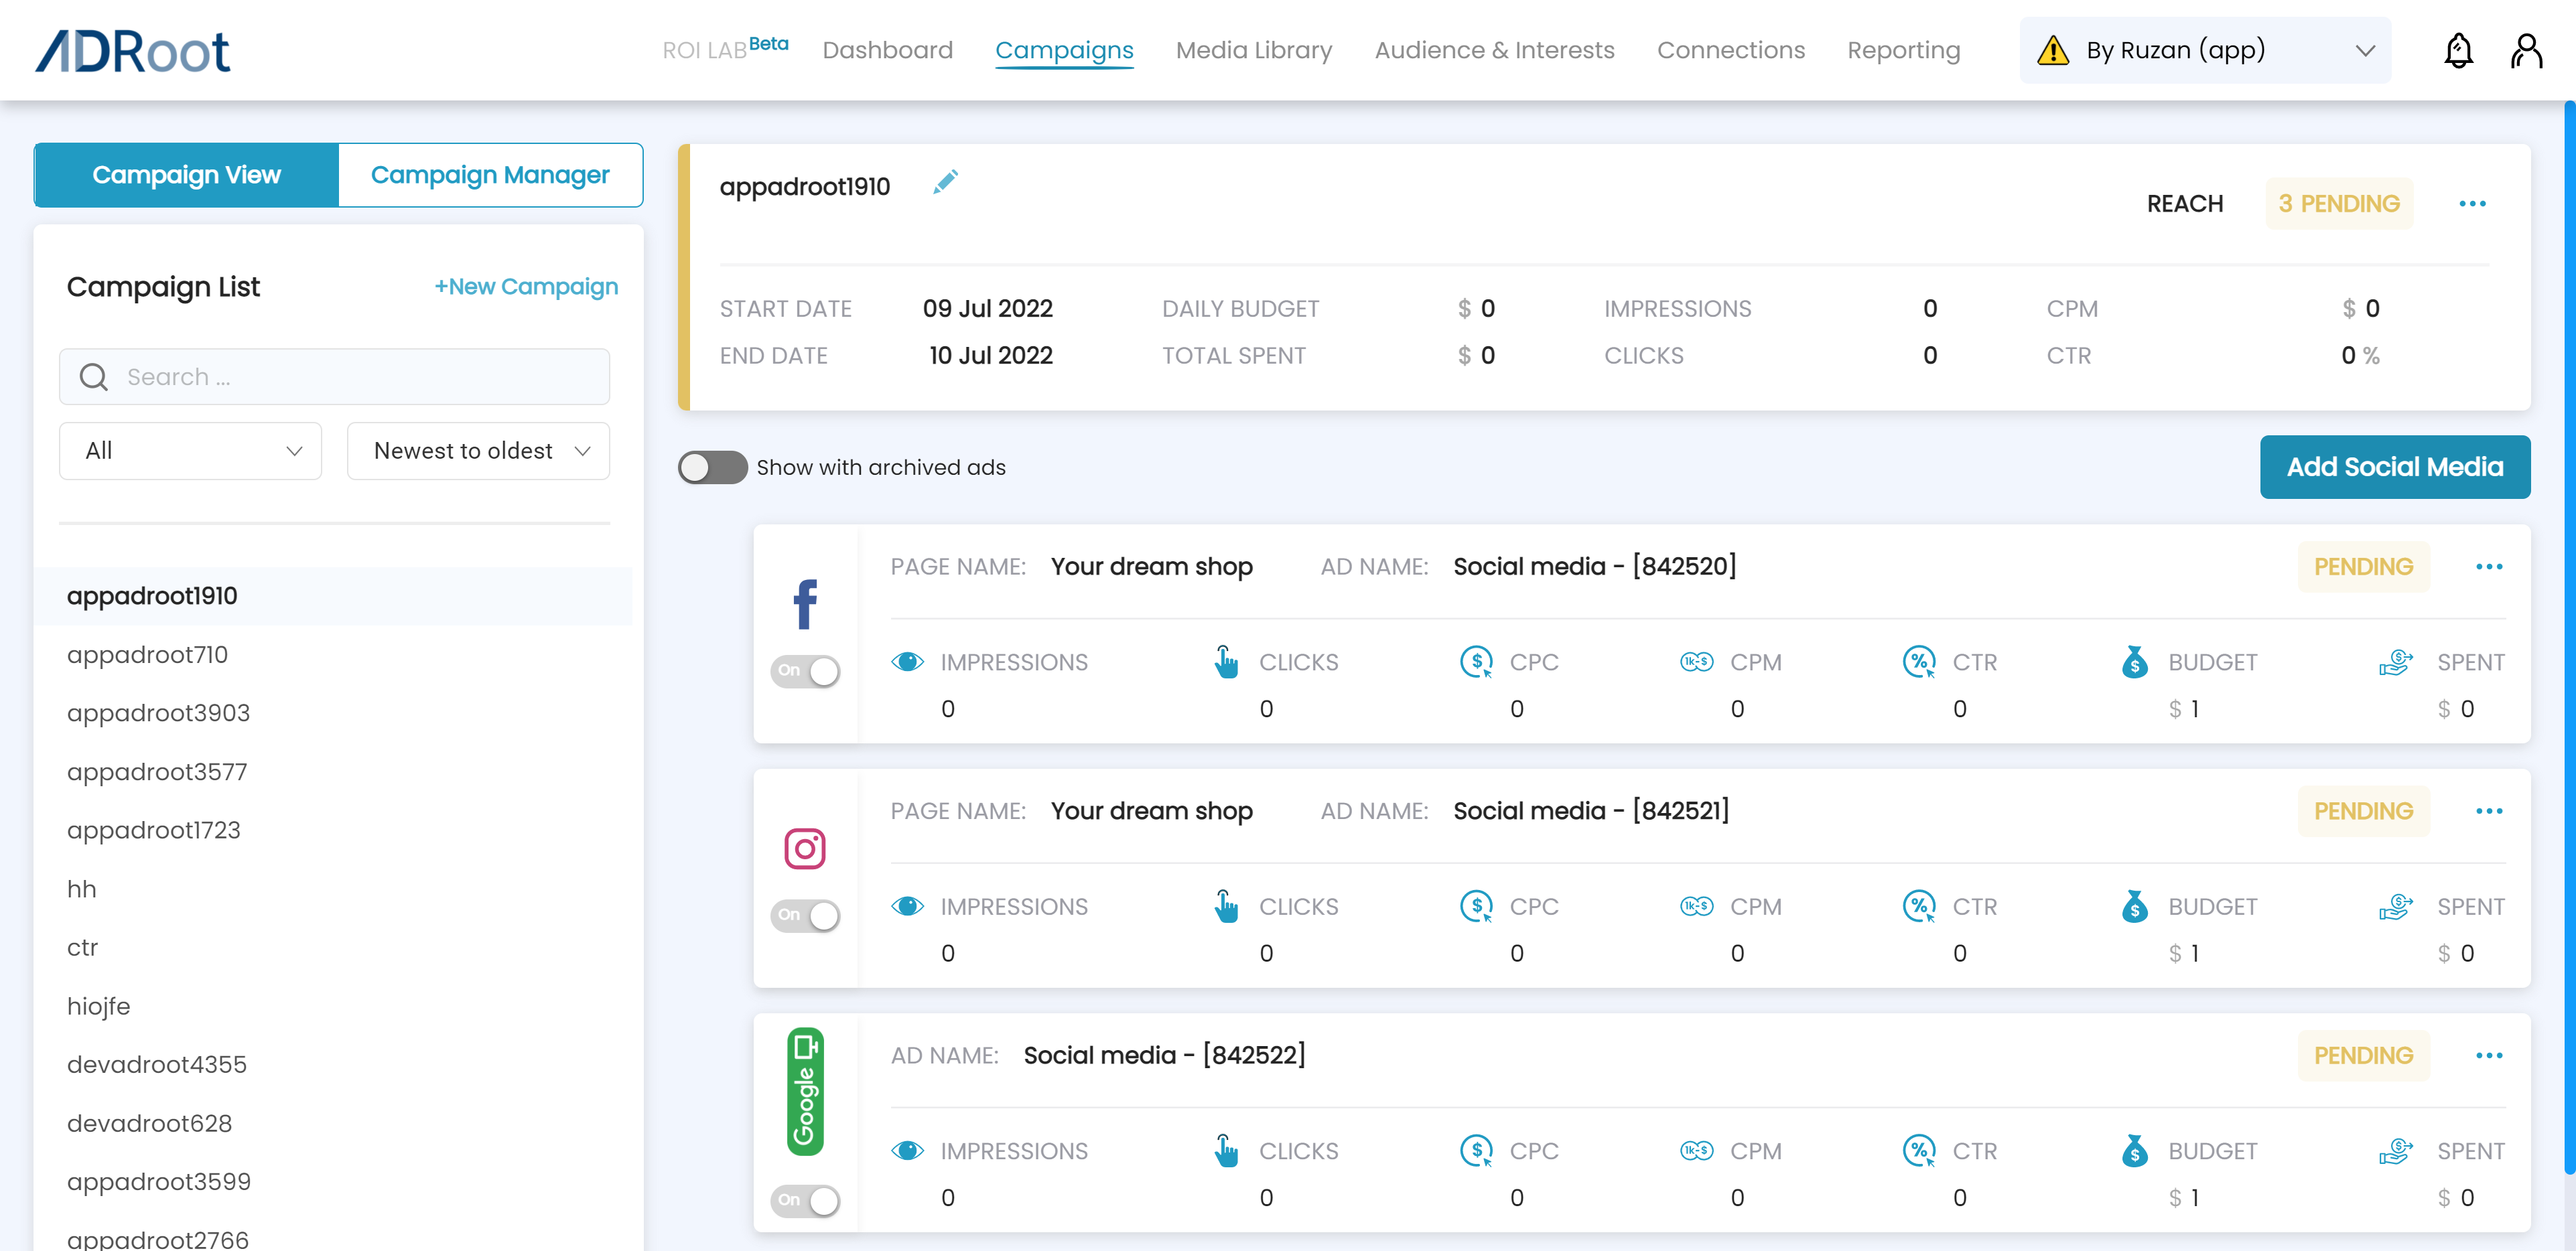 ADRoot
ROI LAB Beta Dashboard Campaigns Media Library Audience & Interests Connections Reporting By Ruzan (app)
Campaign View Campaign Manager
Campaign List +New Campaign
Search ...
All Newest to oldest
appadroot1910
appadroot710
appadroot3903
appadroot3577
appadroot1723
hh
ctr
hiojfe
devadroot4355
devadroot628
appadroot3599
appadroot2766
appadroot1910 REACH 3 PENDING
START DATE 09 Jul 2022 DAILY BUDGET $ 0 IMPRESSIONS 0 CPM $ 0
END DATE 10 Jul 2022 TOTAL SPENT $ 0 CLICKS 0 CTR 0 %
Show with archived ads Add Social Media
PAGE NAME: Your dream shop AD NAME: Social media - [842520] PENDING
On IMPRESSIONS CLICKS $ CPC 1k-$ CPM % CTR $ BUDGET $ SPENT
0 0 0 0 0 $ 1 $ 0
PAGE NAME: Your dream shop AD NAME: Social media - [842521] PENDING
On IMPRESSIONS CLICKS $ CPC 1k-$ CPM % CTR $ BUDGET $ SPENT
0 0 0 0 0 $ 1 $ 0
Google AD NAME: Social media - [842522] PENDING
IMPRESSIONS CLICKS $ CPC 1k-$ CPM % CTR $ BUDGET $ SPENT
On 0 0 0 0 0 $ 1 $ 0